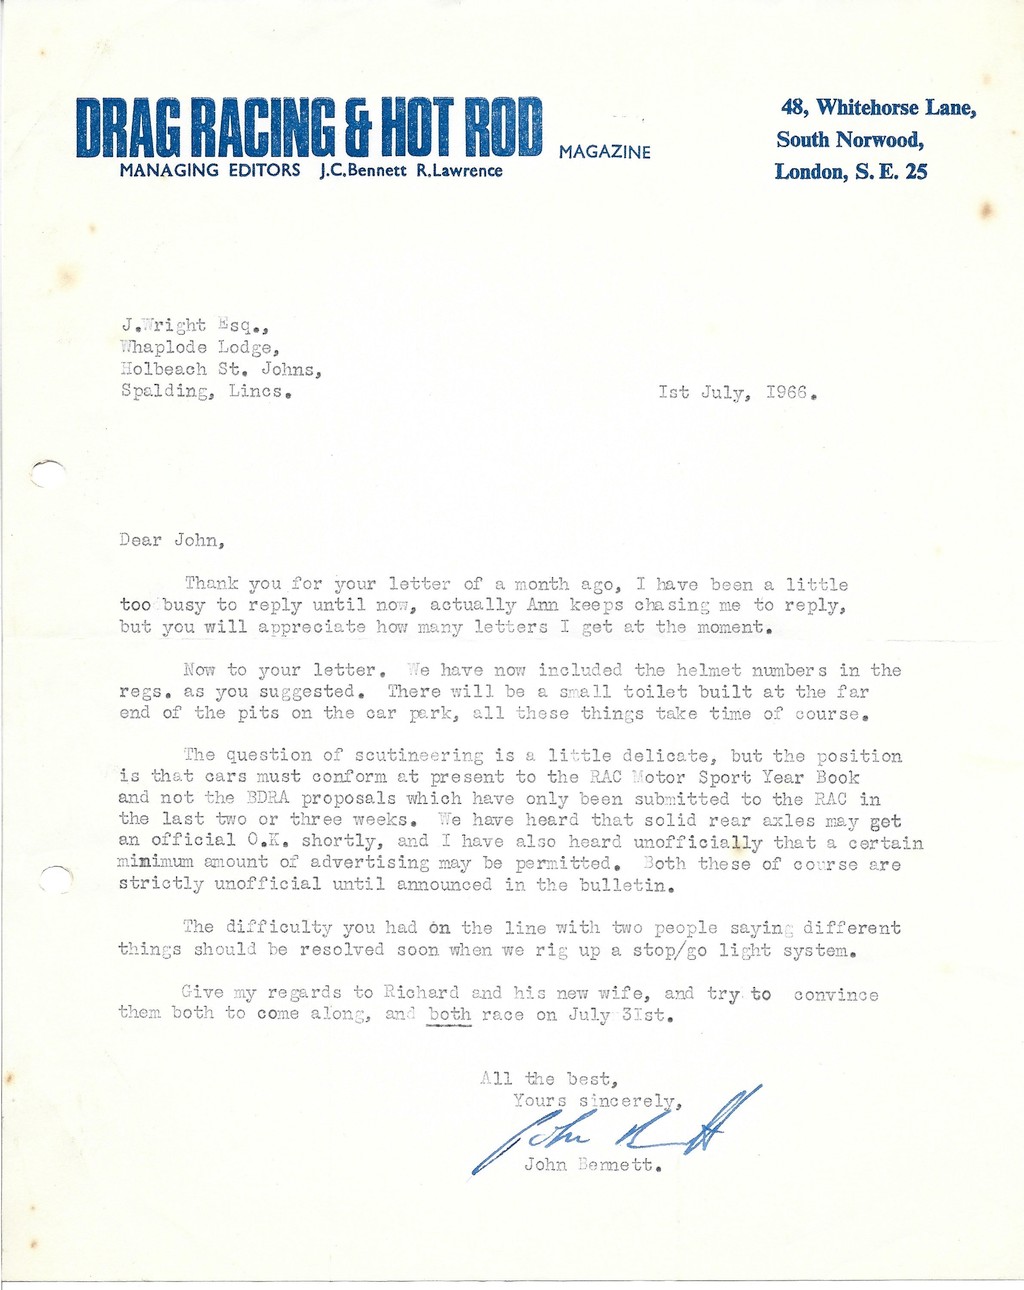 DRAG RACING & HOT ROD MAGAZINE
MANAGING EDITORS J.C.Bennett R.Lawrence
48, Whitehorse Lane,
South Norwood,
London, S. E. 25
J.Wright Esq.,
Whaplode Lodge,
Holbeach St. Johns,
Spalding, Lincs.
Ist July, I966.
Dear John,
Thank you for your letter of a month ago, I have been a little
too busy to reply until now, actually Ann keeps chasing me to reply,
but you will appreciate how many letters I get at the moment.
Now to your letter. We have now included the helmet numbers in the
regs. as you suggested. There will be a small toilet built at the far
end of the pits on the car park, all these things take time of course.
The question of scutineering is a little delicate, but the position
is that cars must conform at present to the RAC Motor Sport Year Book
and not the BDRA proposals which have only been submitted to the RAC in
the last two or three weeks. We have heard that solid rear axles may get
an official O.K. shortly, and I have also heard unofficially that a certain
minimum amount of advertising may be permitted. Both these of course are
strictly unofficial until announced in the bulletin.
The difficulty you had on the line with two people saying different
things should be resolved soon when we rig up a stop/go light system.
Give my regards to Richard and his new wife, and try to convince
them both to come along, and both race on July 3Ist.
All the best,
Yours sincerely,
John Bennett
John Bennett.